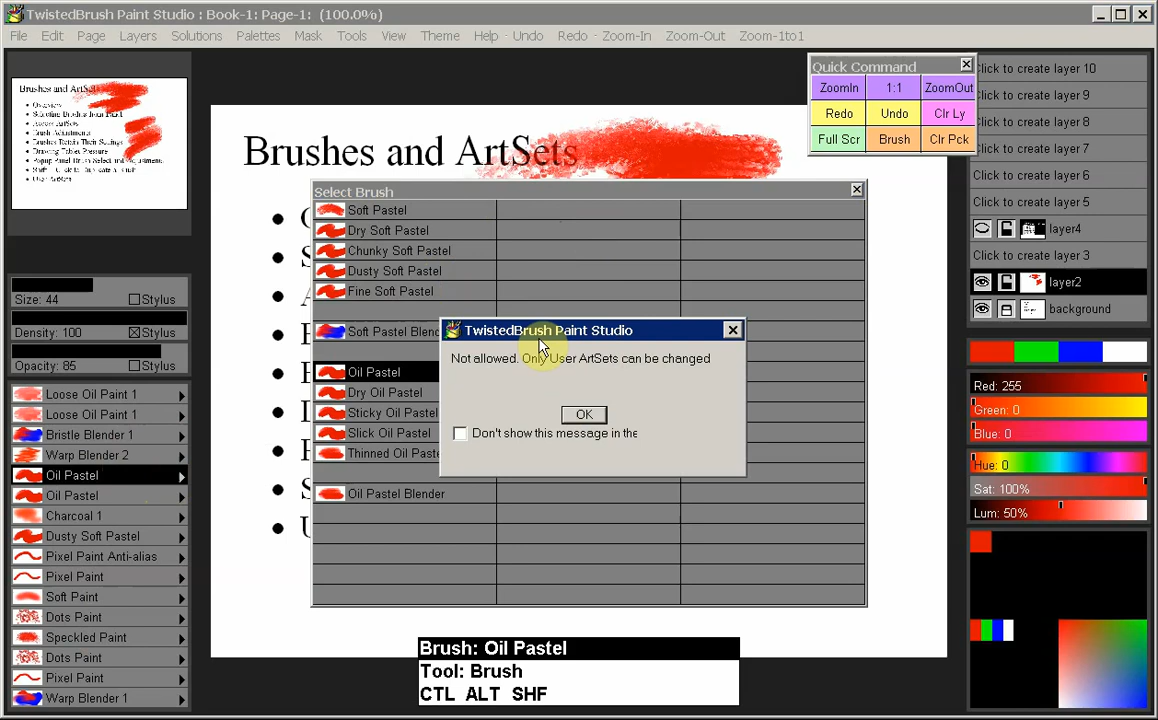 TwistedBrush Paint Studio : Book-1: Page-1: (100.0%)
File Edit Page Layers Solutions Palettes Mask Tools View Theme Help - Undo Redo - Zoom-In Zoom-Out Zoom-1to1
Brushes and ArtSets
Overview
Size: 44
Stylus
Density: 100
Stylus
Opacity: 85
Stylus
Loose Oil Paint 1
Loose Oil Paint 1
Bristle Blender 1
Warp Blender 2
Oil Pastel
Oil Pastel
Charcoal 1
Dusty Soft Pastel
Pixel Paint Anti-alias
Pixel Paint
Soft Paint
Dots Paint
Speckled Paint
Dots Paint
Pixel Paint
Warp Blender 1
Brushes and ArtSets
Select Brush
Soft Pastel
Dry Soft Pastel
Chunky Soft Pastel
Dusty Soft Pastel
Fine Soft Pastel
Soft Pastel Blend
Oil Pastel
Dry Oil Pastel
Sticky Oil Pastel
Slick Oil Pastel
Thinned Oil Paste
Oil Pastel Blender
TwistedBrush Paint Studio
Not allowed. Only User ArtSets can be changed
OK
Don't show this message in the
Brush: Oil Pastel
Tool: Brush
CTL ALT SHF
Quick Command
ZoomIn 1:1 ZoomOut
Redo Undo Clr Ly
Full Scr Brush Clr Pck
Click to create layer 10
Click to create layer 9
Click to create layer 8
Click to create layer 7
Click to create layer 6
Click to create layer 5
layer4
Click to create layer 3
layer2
background
Red: 255
Green: 0
Blue: 0
Hue: 0
Sat: 100%
Lum: 50%